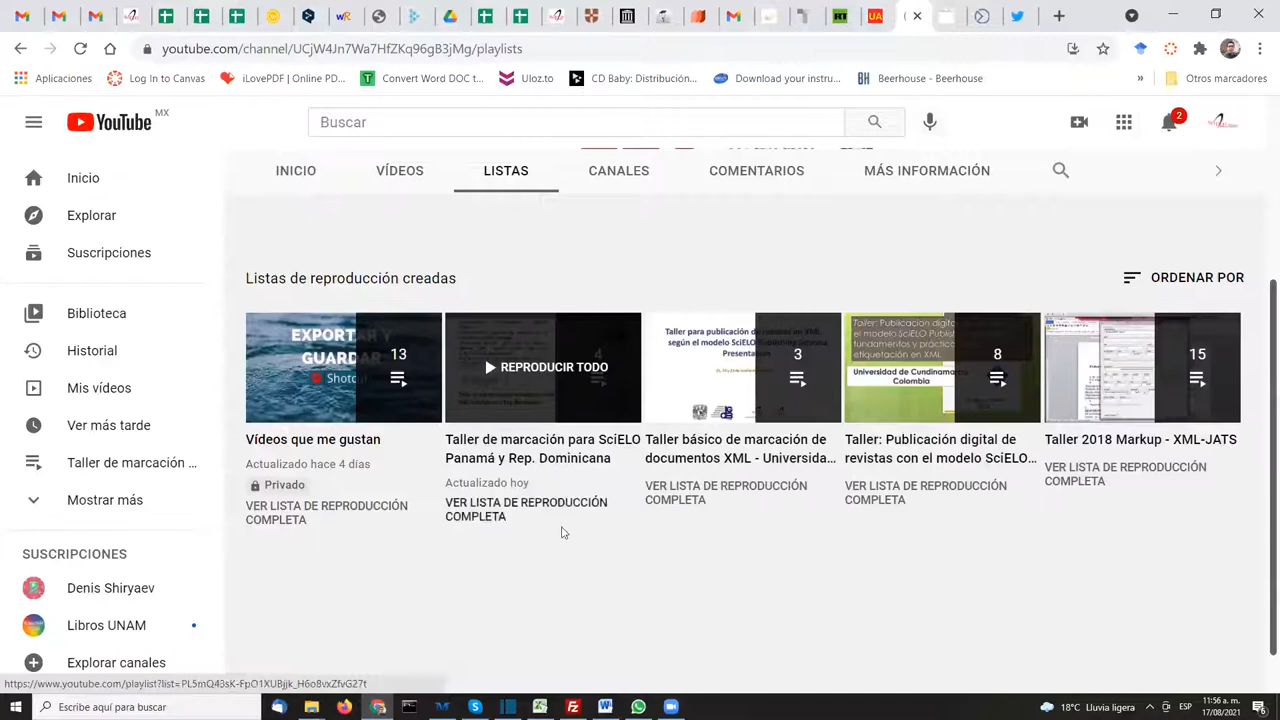 youtube.com/channel/UCjW4Jn7Wa7HfZKq96gB3jMg/playlists
Aplicaciones
Log In to Canvas
iLovePDF | Online PD...
Convert Word DOC t...
Uloz.to
CD Baby: Distribución...
Download your instru...
BH Beerhouse - Beerhouse
»
Otros marcadores
YouTube MX
Buscar
2
INICIO
VÍDEOS
LISTAS
CANALES
COMENTARIOS
MÁS INFORMACIÓN
Inicio
Explorar
Suscripciones
Biblioteca
Historial
Mis vídeos
Ver más tarde
Taller de marcación ...
Mostrar más
SUSCRIPCIONES
Denis Shiryaev
Libros UNAM
Explorar canales
Listas de reproducción creadas
ORDENAR POR
13
Vídeos que me gustan
Actualizado hace 4 días
Privado
VER LISTA DE REPRODUCCIÓN
COMPLETA
4
REPRODUCIR TODO
Taller de marcación para SciELO
Panamá y Rep. Dominicana
Actualizado hoy
VER LISTA DE REPRODUCCIÓN
COMPLETA
3
Taller básico de marcación de
documentos XML - Universida...
VER LISTA DE REPRODUCCIÓN
COMPLETA
Universidad de Cundinamarca
Colombia
8
Taller: Publicación digital de
revistas con el modelo SciELO...
VER LISTA DE REPRODUCCIÓN
COMPLETA
15
Taller 2018 Markup - XML-JATS
VER LISTA DE REPRODUCCIÓN
COMPLETA
Escribe aquí para buscar
18°C Lluvia ligera
ESP
11:56 a. m.
17/08/2021